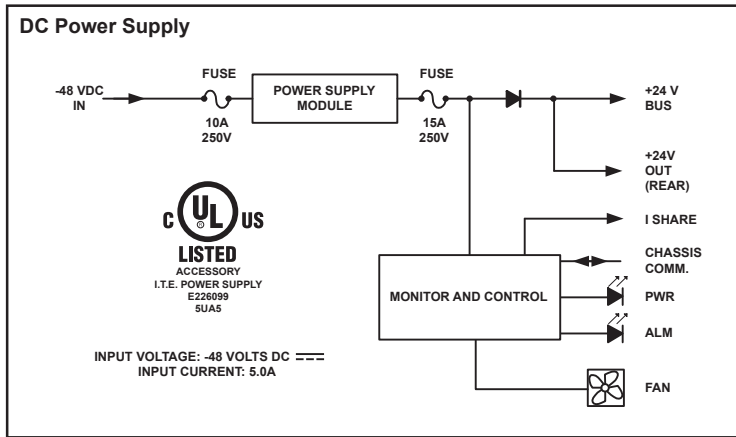 DC Power Supply
-48 VDC
IN
FUSE
10A
250V
POWER SUPPLY
MODULE
FUSE
15A
250V
+24 V
BUS
+24V
OUT
(REAR)
I SHARE
CHASSIS
COMM.
MONITOR AND CONTROL
PWR
ALM
FAN
C UL US
®
LISTED
ACCESSORY
I.T.E. POWER SUPPLY
E226099
5UA5
INPUT VOLTAGE: -48 VOLTS DC
INPUT CURRENT: 5.0A